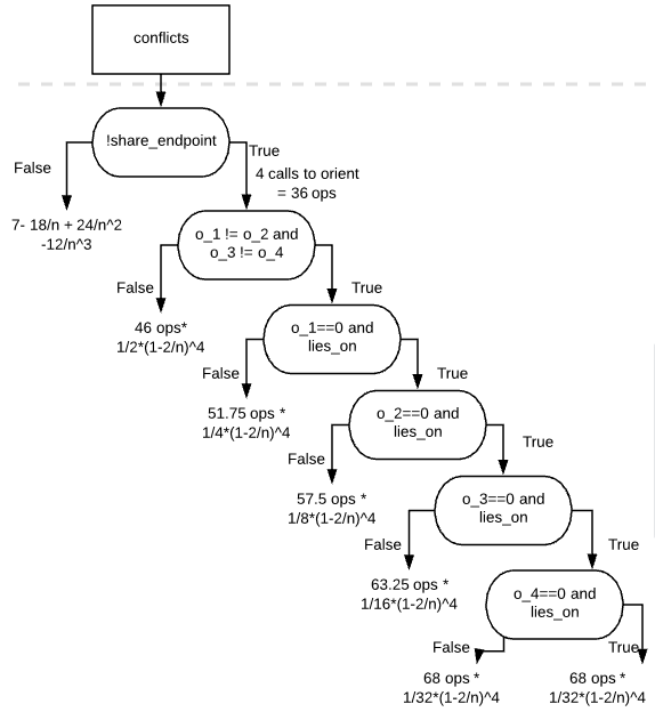 conflicts
!share_endpoint
False
True
4 calls to orient
= 36 ops
7- 18/n + 24/n^2
-12/n^3
o_1 != o_2 and
o_3 != o_4
False
True
46 ops*
1/2*(1-2/n)^4
o_1==0 and
lies_on
False
True
51.75 ops *
1/4*(1-2/n)^4
o_2==0 and
lies_on
False
True
57.5 ops *
1/8*(1-2/n)^4
o_3==0 and
lies_on
False
True
63.25 ops *
1/16*(1-2/n)^4
o_4==0 and
lies_on
False
True
68 ops *
1/32*(1-2/n)^4
68 ops *
1/32*(1-2/n)^4